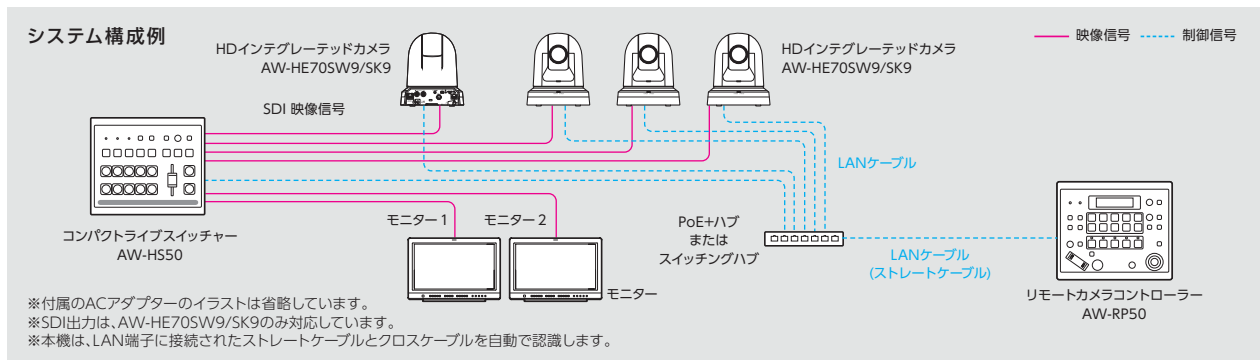 システム構成例
映像信号
制御信号
HDインテグレーテッドカメラ
AW-HE70SW9/SK9
HDインテグレーテッドカメラ
AW-HE70SW9/SK9
SDI 映像信号
LANケーブル
コンパクトライブスイッチャー
AW-HS50
モニター 1
モニター 2
モニター
PoE+ハブ
または
スイッチングハブ
LANケーブル
(ストレートケーブル)
リモートカメラコントローラー
AW-RP50
※付属のACアダプターのイラストは省略しています。
※SDI出力は、AW-HE70SW9/SK9のみ対応しています。
※本機は、LAN端子に接続されたストレートケーブルとクロスケーブルを自動で認識します。